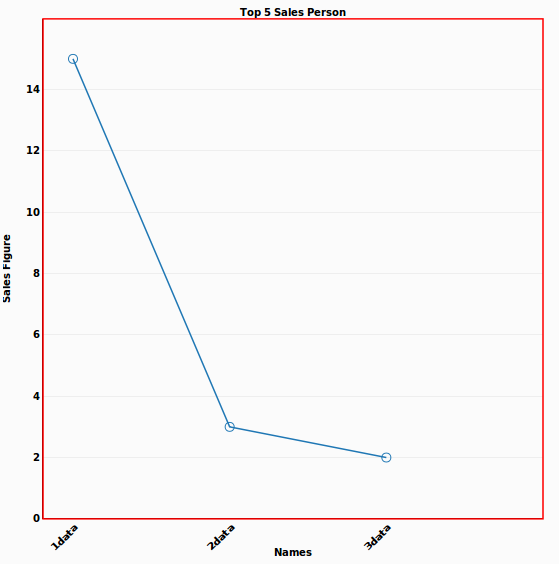 Top 5 Sales Person
14
12
10
8
6
4
2
0
Sales Figure
1data
2data
3data
Names